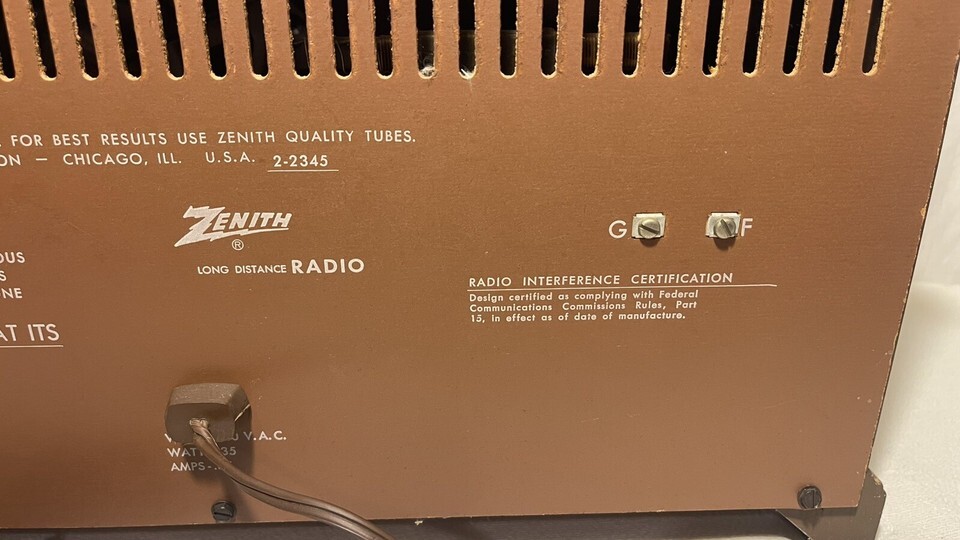 FOR BEST RESULTS USE ZENITH QUALITY TUBES.
ON — CHICAGO, ILL. U.S.A. 2-2345
ZENITH
®
LONG DISTANCE RADIO
G F
OUS
S
NE
AT ITS
RADIO INTERFERENCE CERTIFICATION
Design certified as complying with Federal
Communications Commissions Rules, Part
15, in effect as of date of manufacture.
V.A.C.
WATT 35
AMPS-